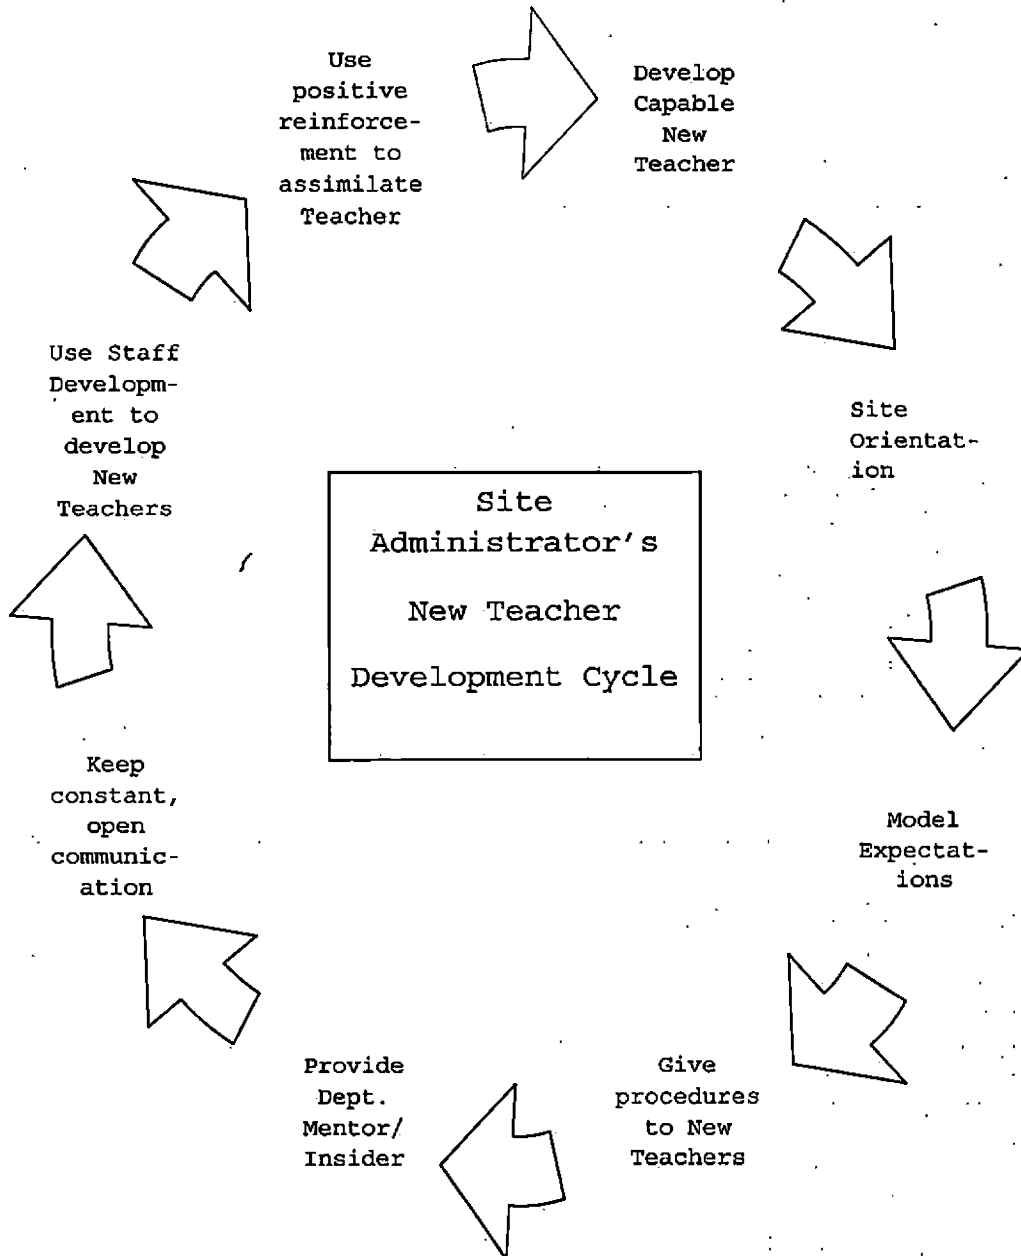 Use
positive
reinforce-
ment to
assimilate
Teacher
Develop
Capable
New
Teacher
Site
Orientat-
ion
Model
Expectat-
ions
Give
procedures
to New
Teachers
Provide
Dept.
Mentor/
Insider
Keep
constant,
open
communic-
ation
Use Staff
Developm-
ent to
develop
New
Teachers
Site
Administrator's
New Teacher
Development Cycle